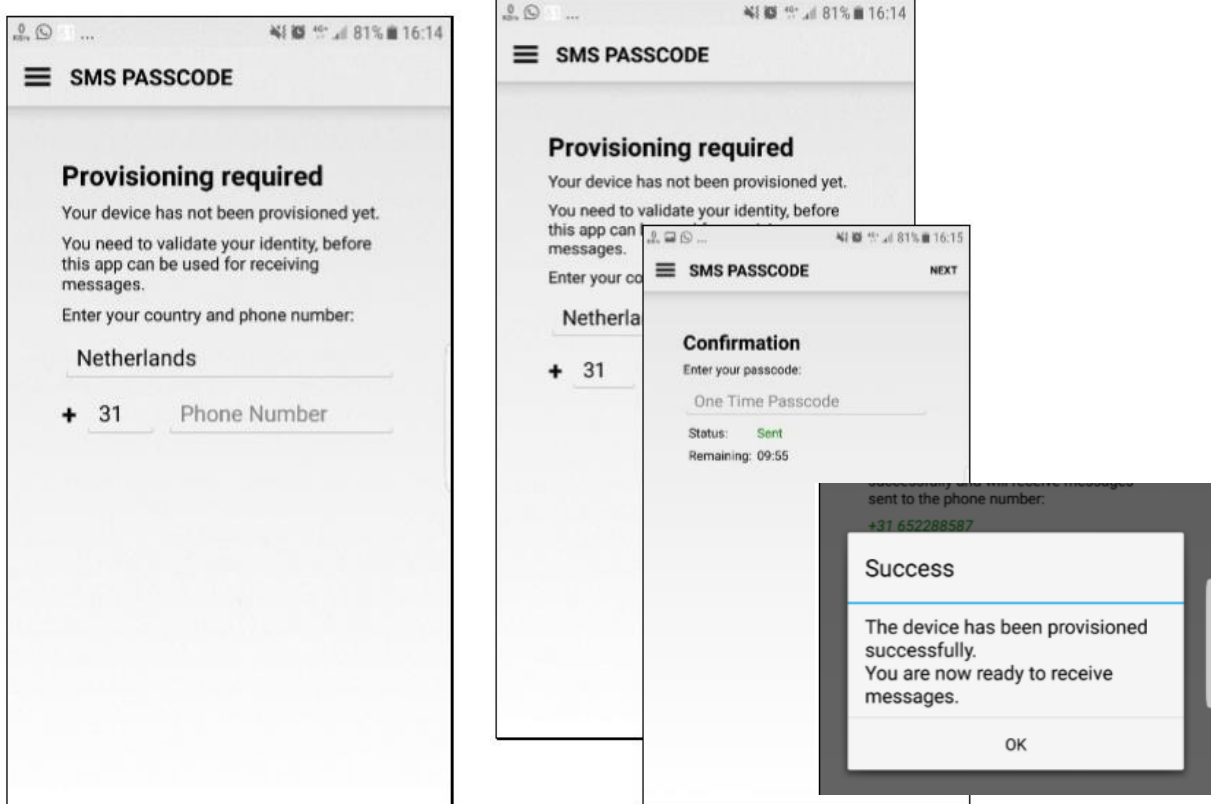 ... 81% 16:14
SMS PASSCODE
Provisioning required
Your device has not been provisioned yet.
You need to validate your identity, before
this app can be used for receiving
messages.
Enter your country and phone number:
Netherlands
+ 31 Phone Number
... 81% 16:14
SMS PASSCODE
Provisioning required
Your device has not been provisioned yet.
You need to validate your identity, before
this app can
messages.
Enter your co
Netherla
+ 31
... 81% 16:15
SMS PASSCODE NEXT
Confirmation
Enter your passcode:
One Time Passcode
Status: Sent
Remaining: 09:55
successfully and will receive messages
sent to the phone number:
+31 652288587
Success
The device has been provisioned
successfully.
You are now ready to receive
messages.
OK